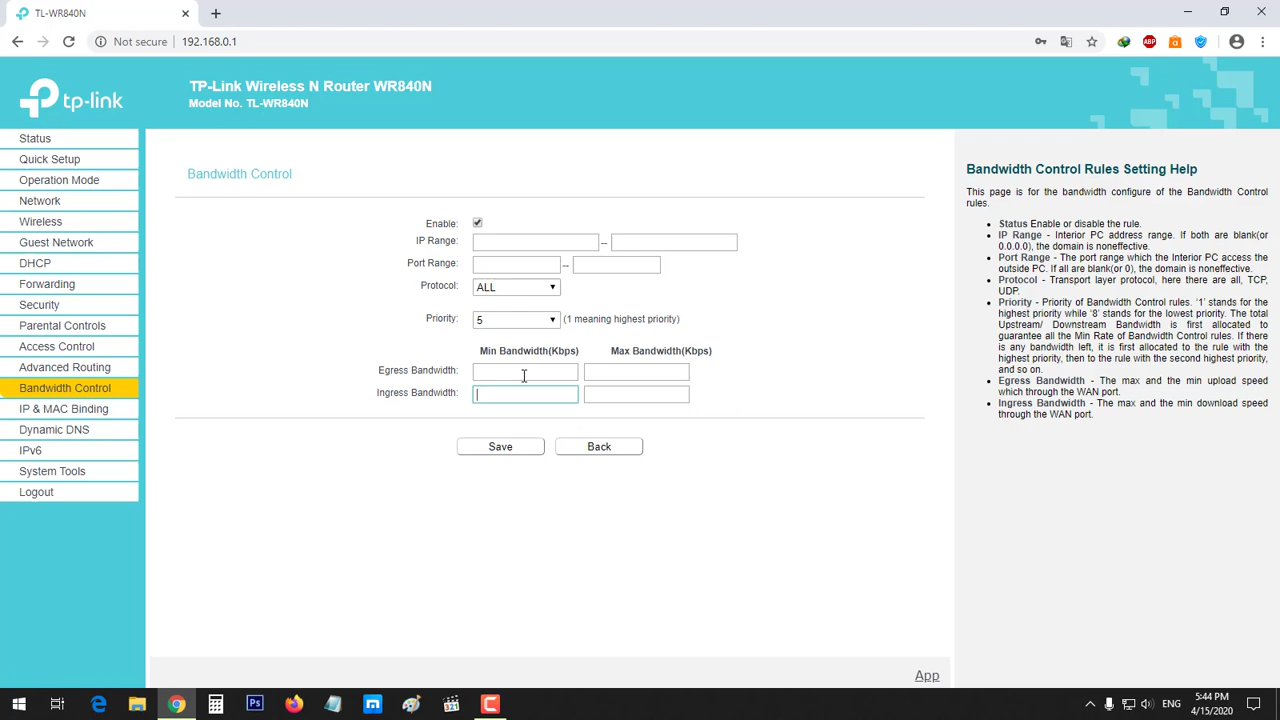 TL-WR840N
Not secure
192.168.0.1
ABP
tp-link
TP-Link Wireless N Router WR840N
Model No. TL-WR840N
Status
Quick Setup
Operation Mode
Network
Wireless
Guest Network
DHCP
Forwarding
Security
Parental Controls
Access Control
Advanced Routing
Bandwidth Control
IP & MAC Binding
Dynamic DNS
IPv6
System Tools
Logout
Bandwidth Control
Enable:
IP Range: --
Port Range: --
Protocol: ALL
Priority: 5 (1 meaning highest priority)
Min Bandwidth(Kbps) Max Bandwidth(Kbps)
Egress Bandwidth:
Ingress Bandwidth:
Save Back
App
Bandwidth Control Rules Setting Help
This page is for the bandwidth configure of the Bandwidth Control
rules.
• Status Enable or disable the rule.
• IP Range - Interior PC address range. If both are blank(or
0.0.0.0), the domain is noneffective.
• Port Range - The port range which the Interior PC access the
outside PC. If all are blank(or 0), the domain is noneffective.
• Protocol - Transport layer protocol, here there are all, TCP,
UDP.
• Priority - Priority of Bandwidth Control rules. ‘1’ stands for the
highest priority while ‘8’ stands for the lowest priority. The total
Upstream/ Downstream Bandwidth is first allocated to
guarantee all the Min Rate of Bandwidth Control rules. If there
is any bandwidth left, it is first allocated to the rule with the
highest priority, then to the rule with the second highest priority,
and so on.
• Egress Bandwidth - The max and the min upload speed
which through the WAN port.
• Ingress Bandwidth - The max and the min download speed
through the WAN port.
Ps
ENG
5:44 PM
4/15/2020